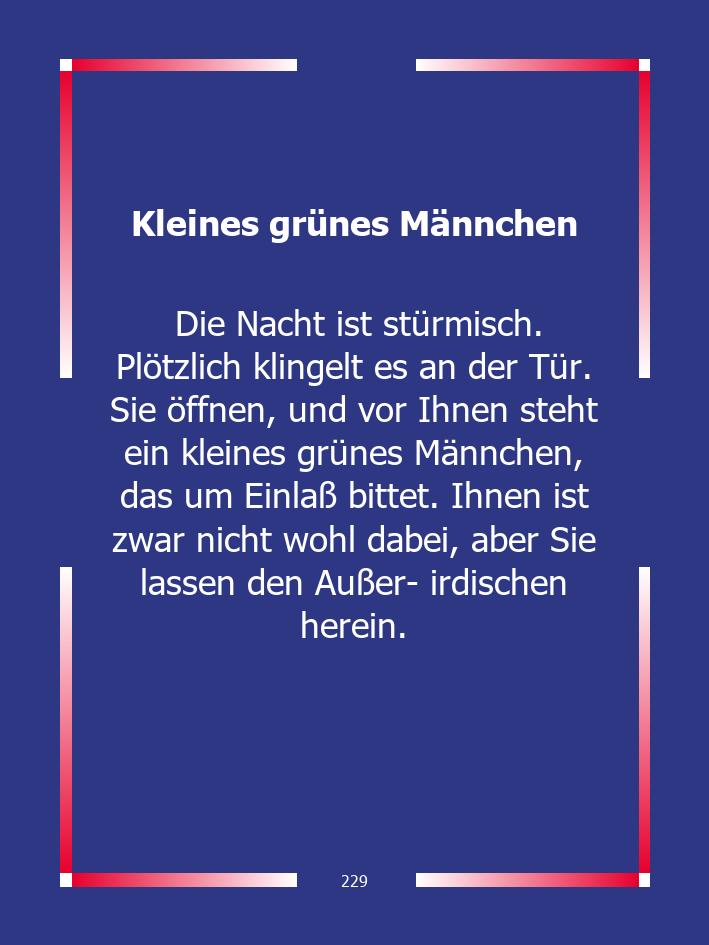 Kleines grünes Männchen
Die Nacht ist stürmisch.
Plötzlich klingelt es an der Tür.
Sie öffnen, und vor Ihnen steht
ein kleines grünes Männchen,
das um Einlaß bittet. Ihnen ist
zwar nicht wohl dabei, aber Sie
lassen den Außer- irdischen
herein.
229